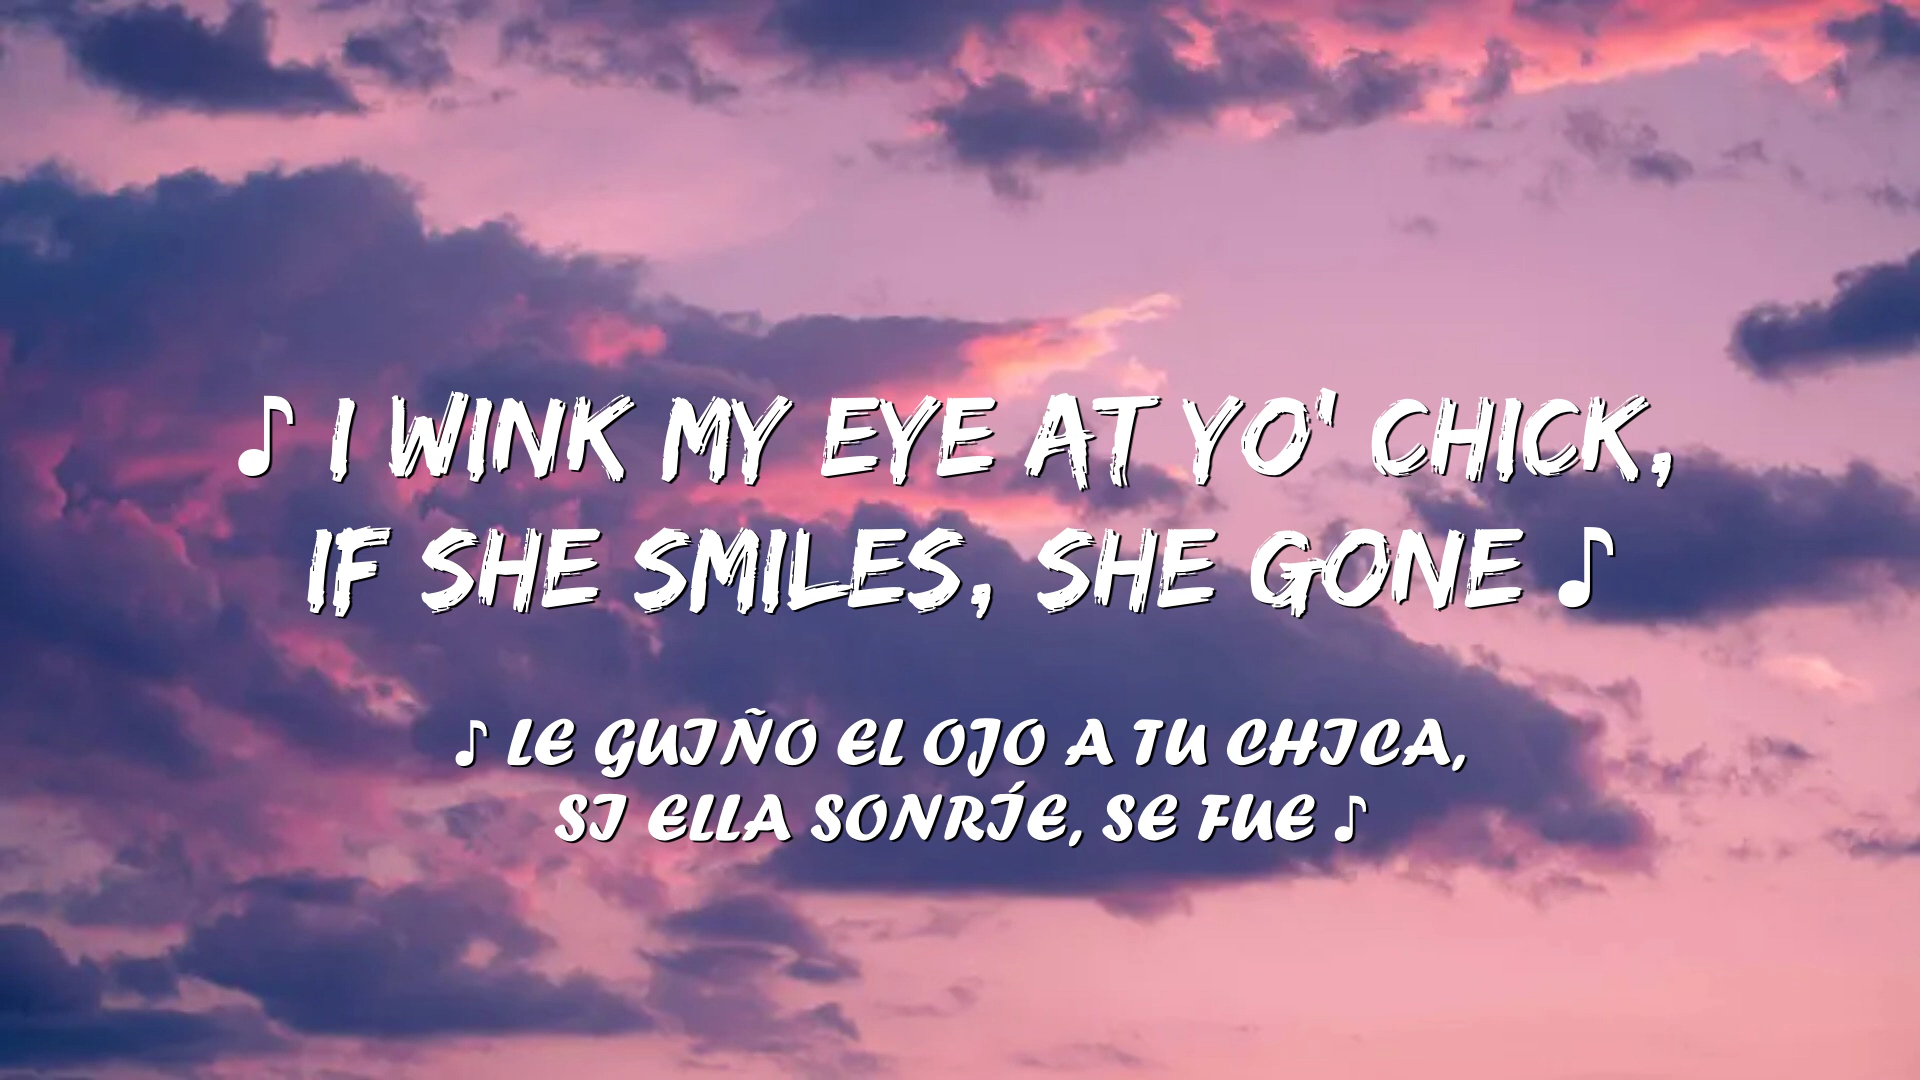 ♪ I WINK MY EYE AT YO' CHICK,
IF SHE SMILES, SHE GONE ♪
♪ LE GUIÑO EL OJO A TU CHICA,
SI ELLA SONRÍE, SE FUE ♪